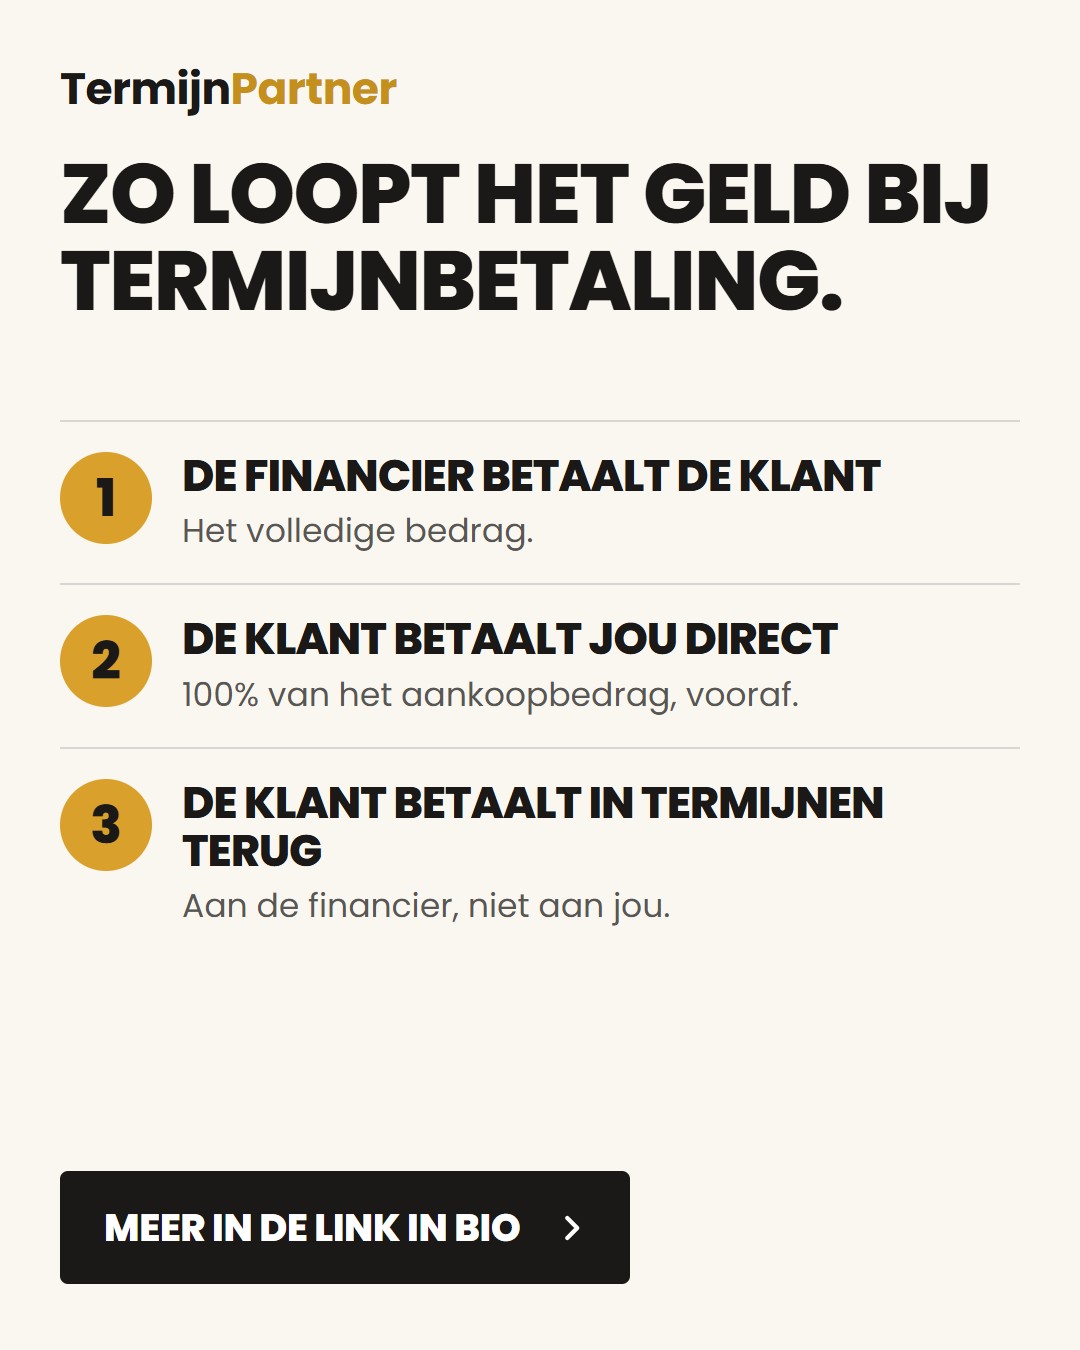 TermijnPartner
ZO LOOPT HET GELD BIJ
TERMIJNBETALING.
1
DE FINANCIER BETAALT DE KLANT
Het volledige bedrag.
2
DE KLANT BETAALT JOU DIRECT
100% van het aankoopbedrag, vooraf.
3
DE KLANT BETAALT IN TERMIJNEN
TERUG
Aan de financier, niet aan jou.
MEER IN DE LINK IN BIO